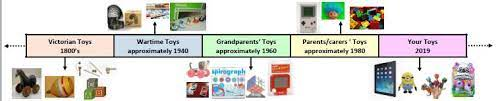 Victorian Toys
1800's
Wartime Toys
approximately 1940
Grandparents' Toys
approximately 1960
Parents/carers ' Toys
approximately 1980
Your Toys
2019
spirograph